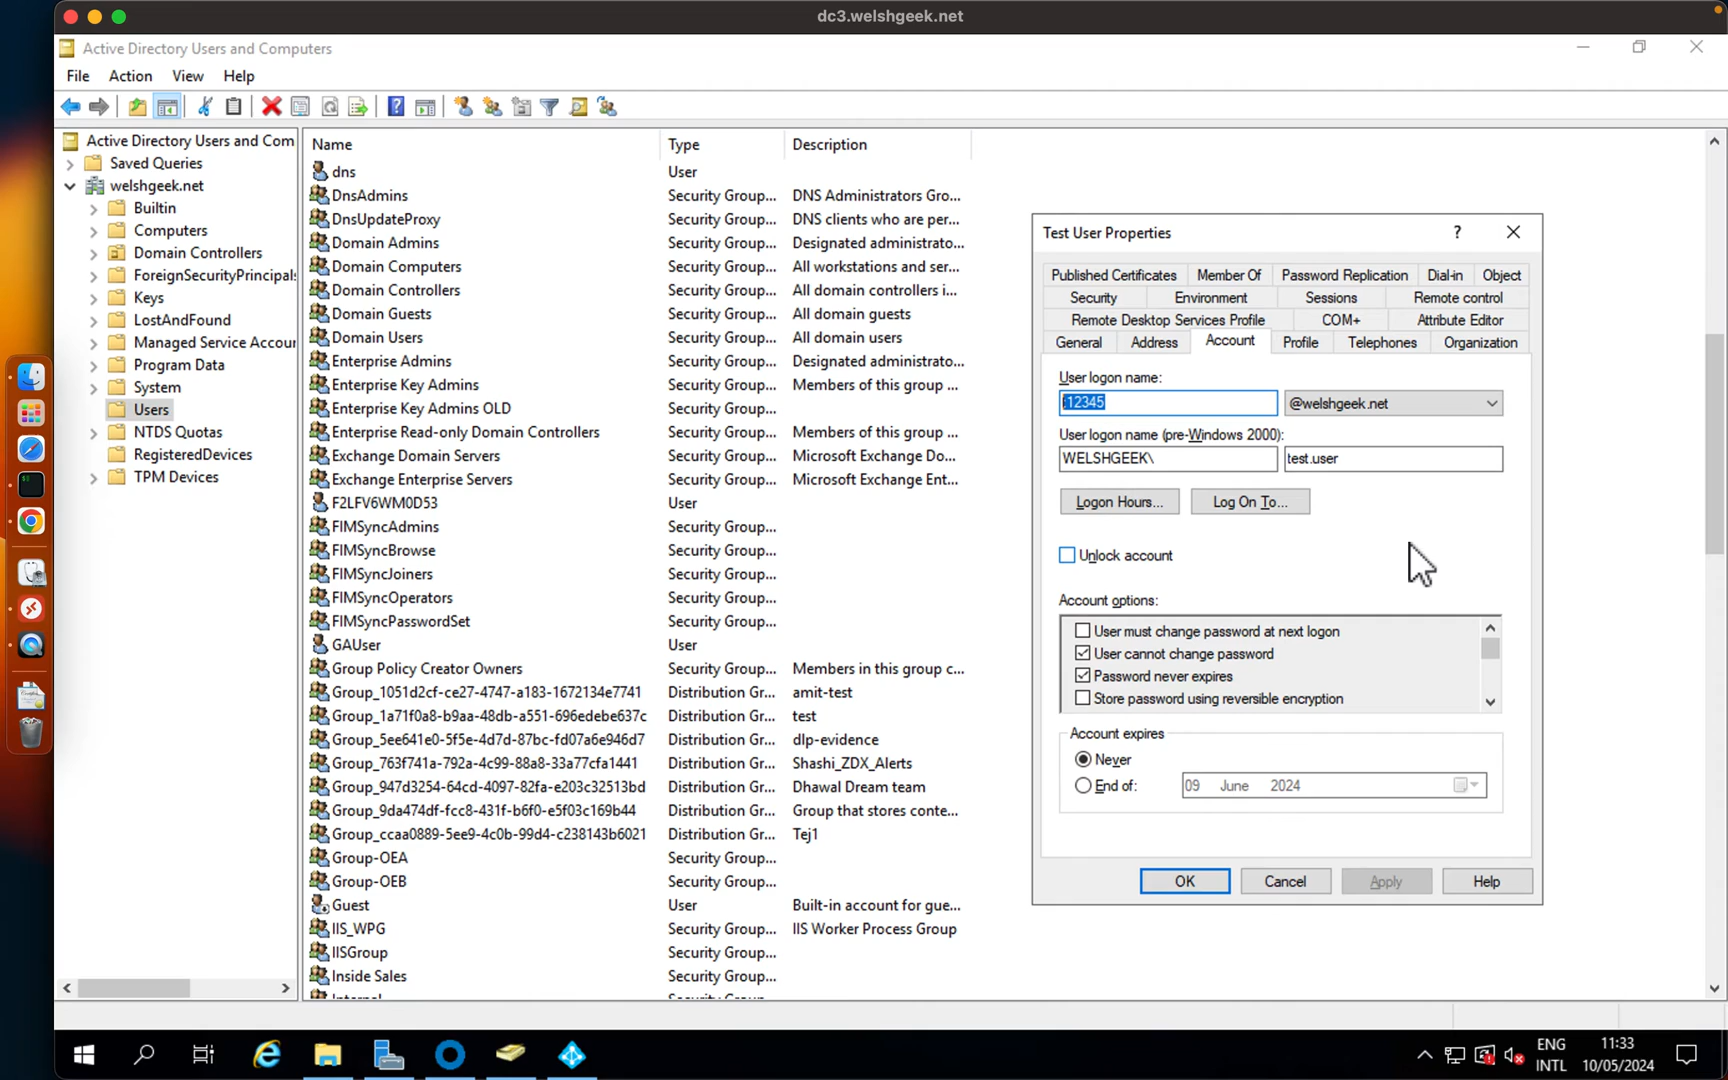 dc3.welshgeek.net
Active Directory Users and Computers
File Action View Help
Active Directory Users and Com
Saved Queries
welshgeek.net
Builtin
Computers
Domain Controllers
ForeignSecurityPrincipals
Keys
LostAndFound
Managed Service Accour
Program Data
System
Users
NTDS Quotas
RegisteredDevices
TPM Devices
Name Type Description
dns User
DnsAdmins Security Group... DNS Administrators Gro...
DnsUpdateProxy Security Group... DNS clients who are per...
Domain Admins Security Group... Designated administrato...
Domain Computers Security Group... All workstations and ser...
Domain Controllers Security Group... All domain controllers i...
Domain Guests Security Group... All domain guests
Domain Users Security Group... All domain users
Enterprise Admins Security Group... Designated administrato...
Enterprise Key Admins Security Group... Members of this group ...
Enterprise Key Admins OLD Security Group... Members of this group ...
Enterprise Read-only Domain Controllers Security Group... Members of this group ...
Exchange Domain Servers Security Group... Microsoft Exchange Do...
Exchange Enterprise Servers Security Group... Microsoft Exchange Ent...
F2LFV6WM0D53 User
FIMSyncAdmins Security Group...
FIMSyncBrowse Security Group...
FIMSyncJoiners Security Group...
FIMSyncOperators Security Group...
FIMSyncPasswordSet Security Group...
GAUser User
Group Policy Creator Owners Security Group... Members in this group c...
Group_1051d2cf-ce27-4747-a183-1672134e7741 Distribution Gr... amit-test
Group_1a71f0a8-b9aa-48db-a551-696edebe637c Distribution Gr... test
Group_5ee641e0-5f5e-4d7d-87bc-fd07a6e946d7 Distribution Gr... dlp-evidence
Group_763f741a-792a-4c99-88a8-33a77cfa1441 Distribution Gr... Shashi_ZDX_Alerts
Group_947d3254-64cd-4097-82fa-e203c32513bd Distribution Gr... Dhawal Dream team
Group_9da474df-fcc8-431f-b6f0-e5f03c169b44 Distribution Gr... Group that stores conte...
Group_ccaa0889-5ee9-4c0b-99d4-c238143b6021 Distribution Gr... Tej1
Group-OEA Security Group...
Group-OEB Security Group...
Guest User Built-in account for gue...
IIS_WPG Security Group... IIS Worker Process Group
IISGroup Security Group...
Inside Sales Security Group...
Test User Properties ?
Published Certificates Member Of Password Replication Dial-in Object
Security Environment Sessions Remote control
Remote Desktop Services Profile COM+ Attribute Editor
General Address Account Profile Telephones Organization
User logon name:
12345 @welshgeek.net
User logon name (pre-Windows 2000):
WELSHGEEK\ test.user
Logon Hours... Log On To...
Unlock account
Account options:
User must change password at next logon
User cannot change password
Password never expires
Store password using reversible encryption
Account expires
Never
End of: 09 June 2024
OK Cancel Apply Help
ENG 11:33
INTL 10/05/2024